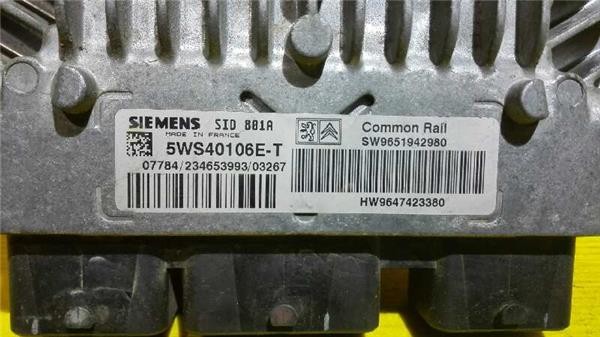 SIEMENS SID 801A
MADE IN FRANCE
5WS40106E-T
07784/234653993/03267
Common Rail
SW9651942980
HW9647423380